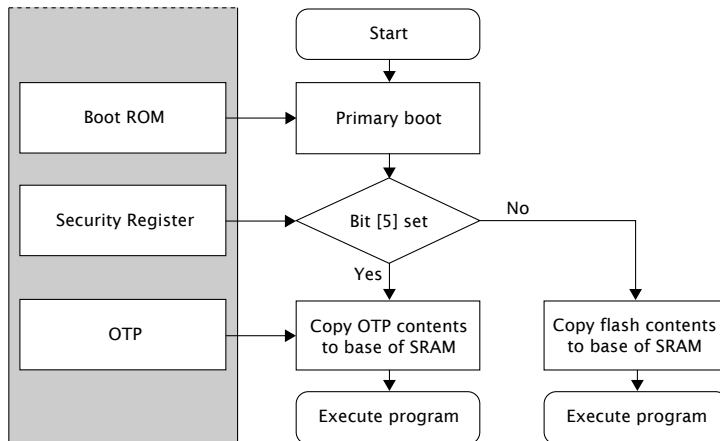 Start
Boot ROM
Primary boot
Security Register
Bit [5] set
No
Yes
OTP
Copy OTP contents
to base of SRAM
Copy flash contents
to base of SRAM
Execute program
Execute program